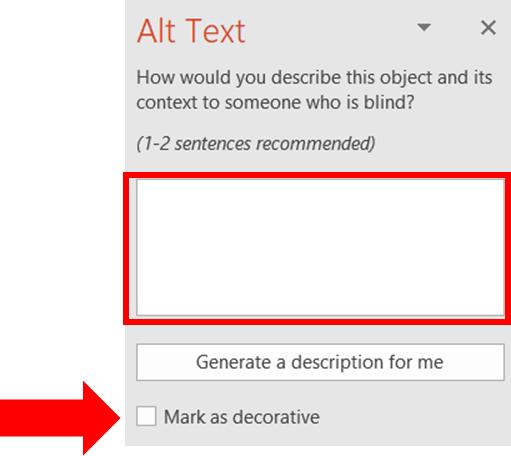 Alt Text
How would you describe this object and its
context to someone who is blind?
(1-2 sentences recommended)
Generate a description for me
Mark as decorative